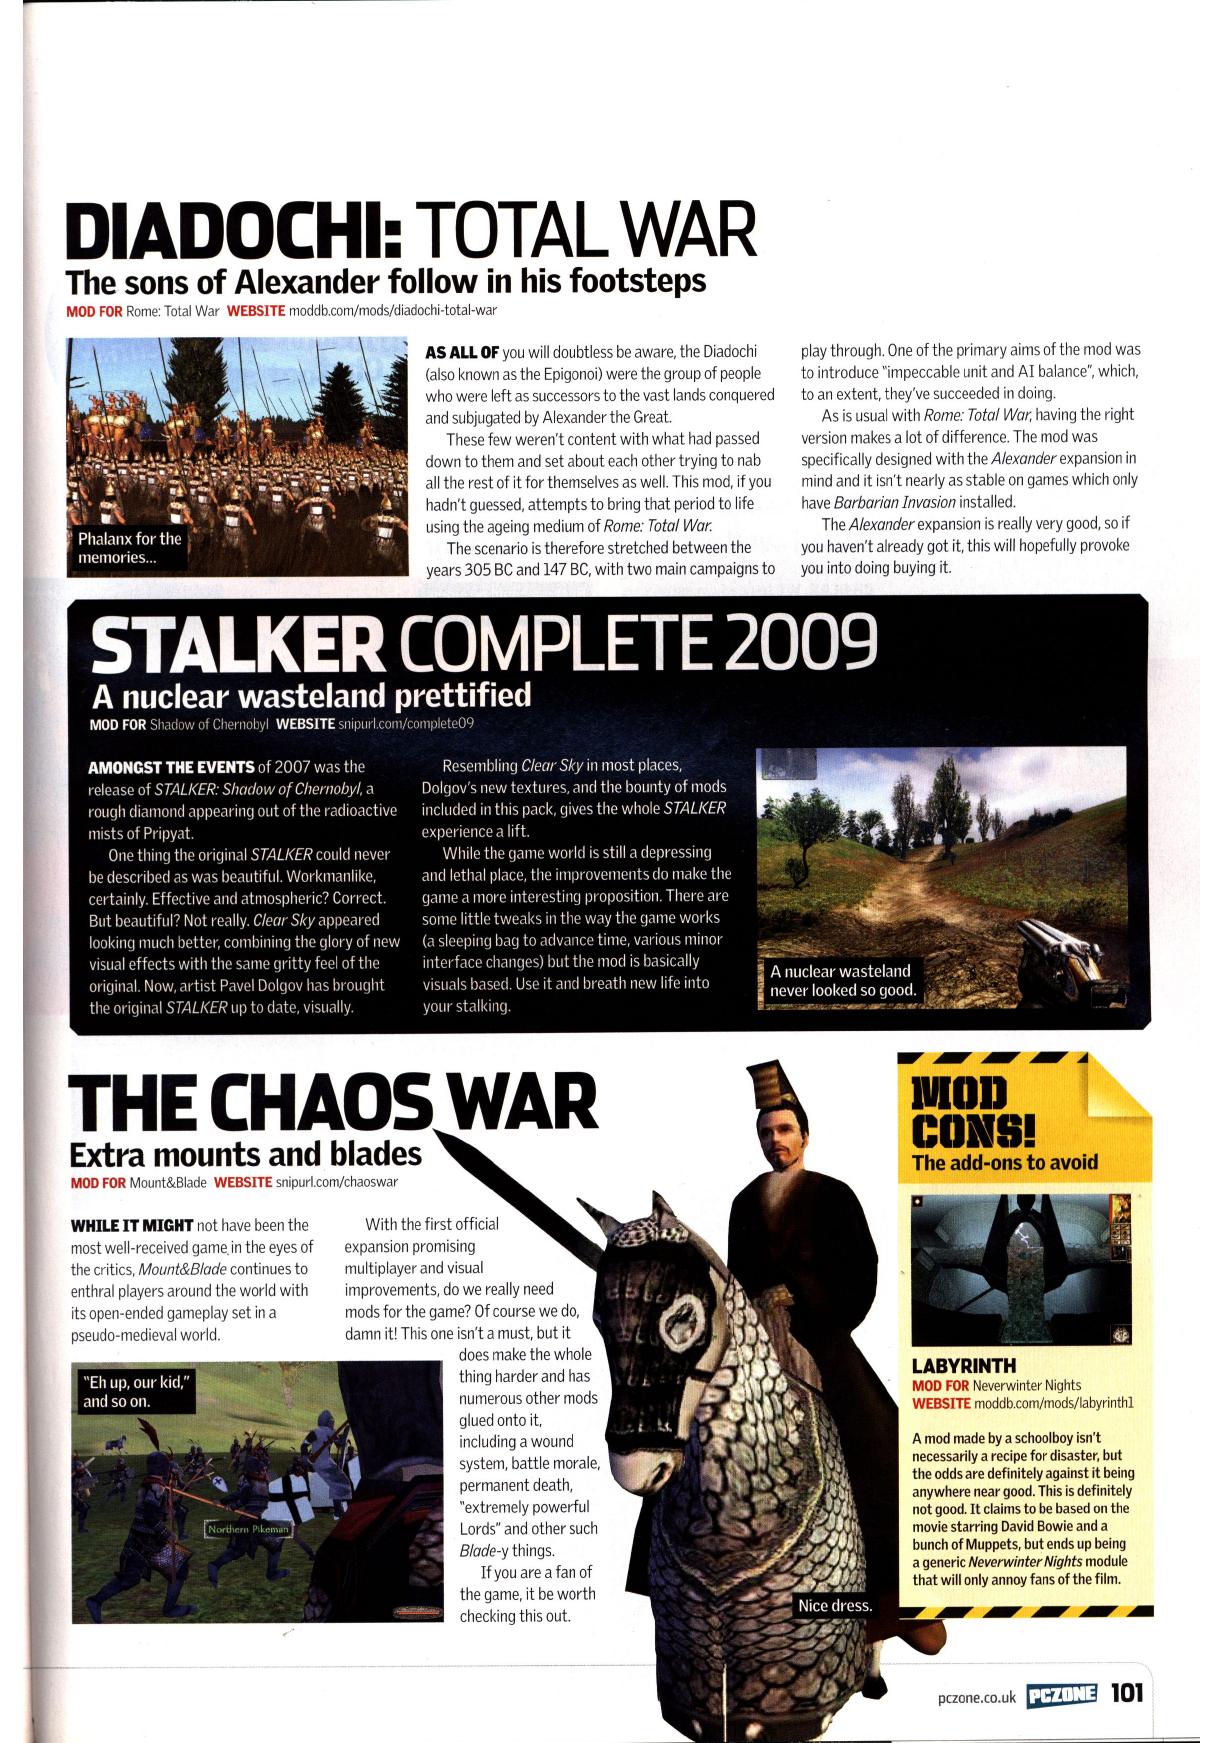 DIADOCHI: TOTAL WAR
The sons of Alexander follow in his footsteps
MOD FOR Rome: Total War WEBSITE moddb.com/mods/diadochi-total-war
Phalanx for the
memories...
AS ALL OF you will doubtless be aware, the Diadochi
(also known as the Epigonoi) were the group of people
who were left as successors to the vast lands conquered
and subjugated by Alexander the Great.
These few weren't content with what had passed
down to them and set about each other trying to nab
all the rest of it for themselves as well. This mod, if you
hadn't guessed, attempts to bring that period to life
using the ageing medium of Rome: Total War.
The scenario is therefore stretched between the
years 305 BC and 147 BC, with two main campaigns to
play through. One of the primary aims of the mod was
to introduce "impeccable unit and AI balance", which,
to an extent, they've succeeded in doing.
As is usual with Rome: Total War, having the right
version makes a lot of difference. The mod was
specifically designed with the Alexander expansion in
mind and it isn't nearly as stable on games which only
have Barbarian Invasion installed.
The Alexander expansion is really very good, so if
you haven't already got it, this will hopefully provoke
you into doing buying it.
STALKER COMPLETE 2009
A nuclear wasteland prettified
MOD FOR Shadow of Chernobyl WEBSITE snipurl.com/complete09
AMONGST THE EVENTS of 2007 was the
release of STALKER: Shadow of Chernobyl, a
rough diamond appearing out of the radioactive
mists of Pripyat.
One thing the original STALKER could never
be described as was beautiful. Workmanlike,
certainly. Effective and atmospheric? Correct.
But beautiful? Not really. Clear Sky appeared
looking much better, combining the glory of new
visual effects with the same gritty feel of the
original. Now, artist Pavel Dolgov has brought
the original STALKER up to date, visually.
Resembling Clear Sky in most places,
Dolgov's new textures, and the bounty of mods
included in this pack, gives the whole STALKER
experience a lift.
While the game world is still a depressing
and lethal place, the improvements do make the
game a more interesting proposition. There are
some little tweaks in the way the game works
(a sleeping bag to advance time, various minor
interface changes) but the mod is basically
visuals based. Use it and breath new life into
your stalking.
A nuclear wasteland
never looked so good.
THE CHAOS WAR
Extra mounts and blades
MOD FOR Mount&Blade WEBSITE snipurl.com/chaoswar
WHILE IT MIGHT not have been the
most well-received game in the eyes of
the critics, Mount&Blade continues to
enthral players around the world with
its open-ended gameplay set in a
pseudo-medieval world.
"Eh up, our kid,"
and so on.
Northern Pikeman
With the first official
expansion promising
multiplayer and visual
improvements, do we really need
mods for the game? Of course we do,
damn it! This one isn't a must, but it
does make the whole
thing harder and has
numerous other mods
glued onto it,
including a wound
system, battle morale,
permanent death,
"extremely powerful
Lords" and other such
Blade-y things.
If you are a fan of
the game, it be worth
checking this out.
Nice dress.
MOD
CONS!
The add-ons to avoid
LABYRINTH
MOD FOR Neverwinter Nights
WEBSITE moddb.com/mods/labyrinth1
A mod made by a schoolboy isn't
necessarily a recipe for disaster, but
the odds are definitely against it being
anywhere near good. This is definitely
not good. It claims to be based on the
movie starring David Bowie and a
bunch of Muppets, but ends up being
a generic Neverwinter Nights module
that will only annoy fans of the film.
pczone.co.uk PCZONE 101